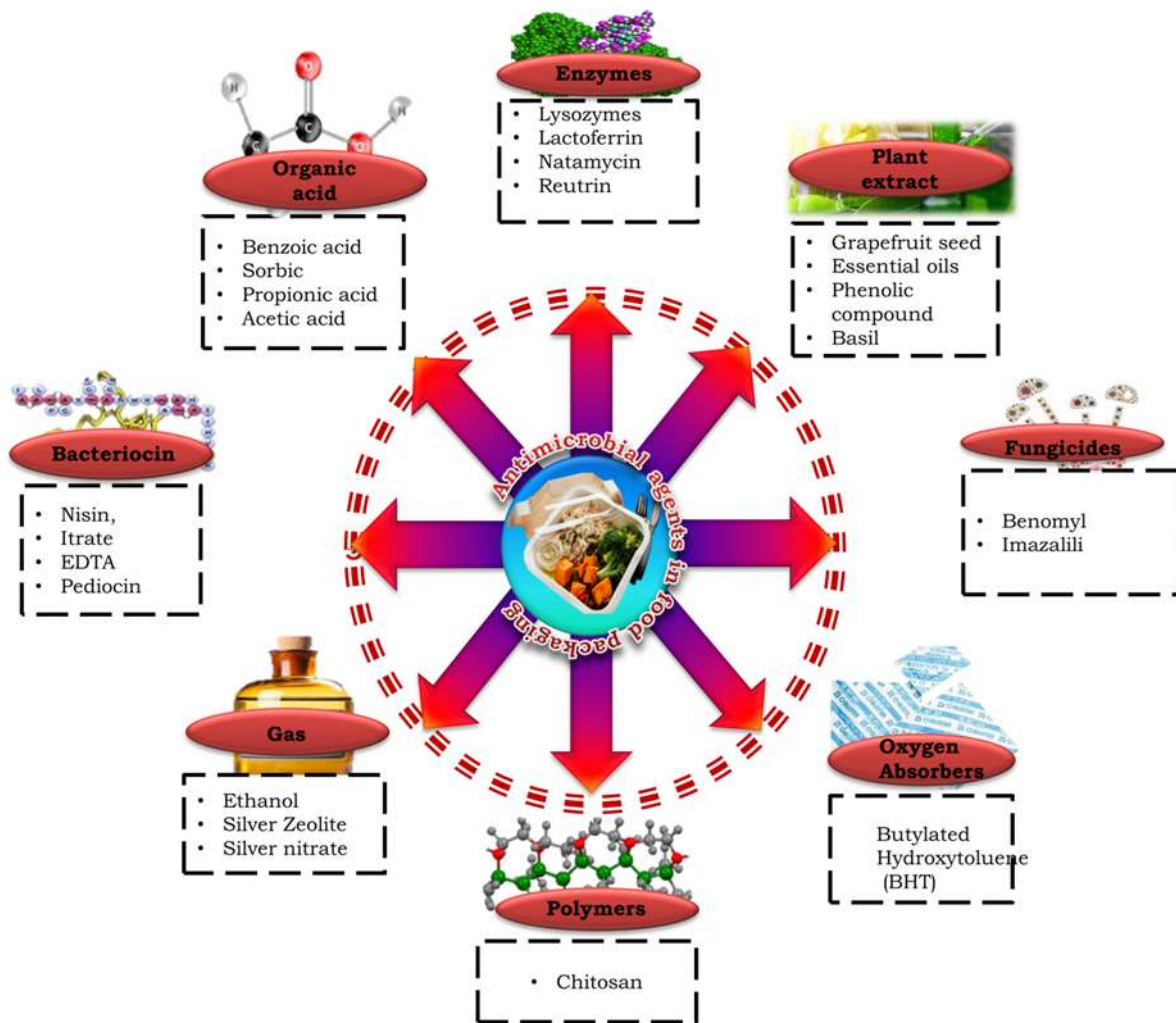 Enzymes
• Lysozymes
• Lactoferrin
• Natamycin
• Reutrin
Organic
acid
• Benzoic acid
• Sorbic
• Propionic acid
• Acetic acid
Plant
extract
• Grapefruit seed
• Essential oils
• Phenolic
compound
• Basil
Bacteriocin
• Nisin,
• Itrate
• EDTA
• Pediocin
Antimicrobial agents in food packaging
Fungicides
• Benomyl
• Imazalili
Gas
• Ethanol
• Silver Zeolite
• Silver nitrate
Oxygen
Absorbers
Butylated
Hydroxytoluene
(BHT)
Polymers
• Chitosan
H
O
C
C
O
H